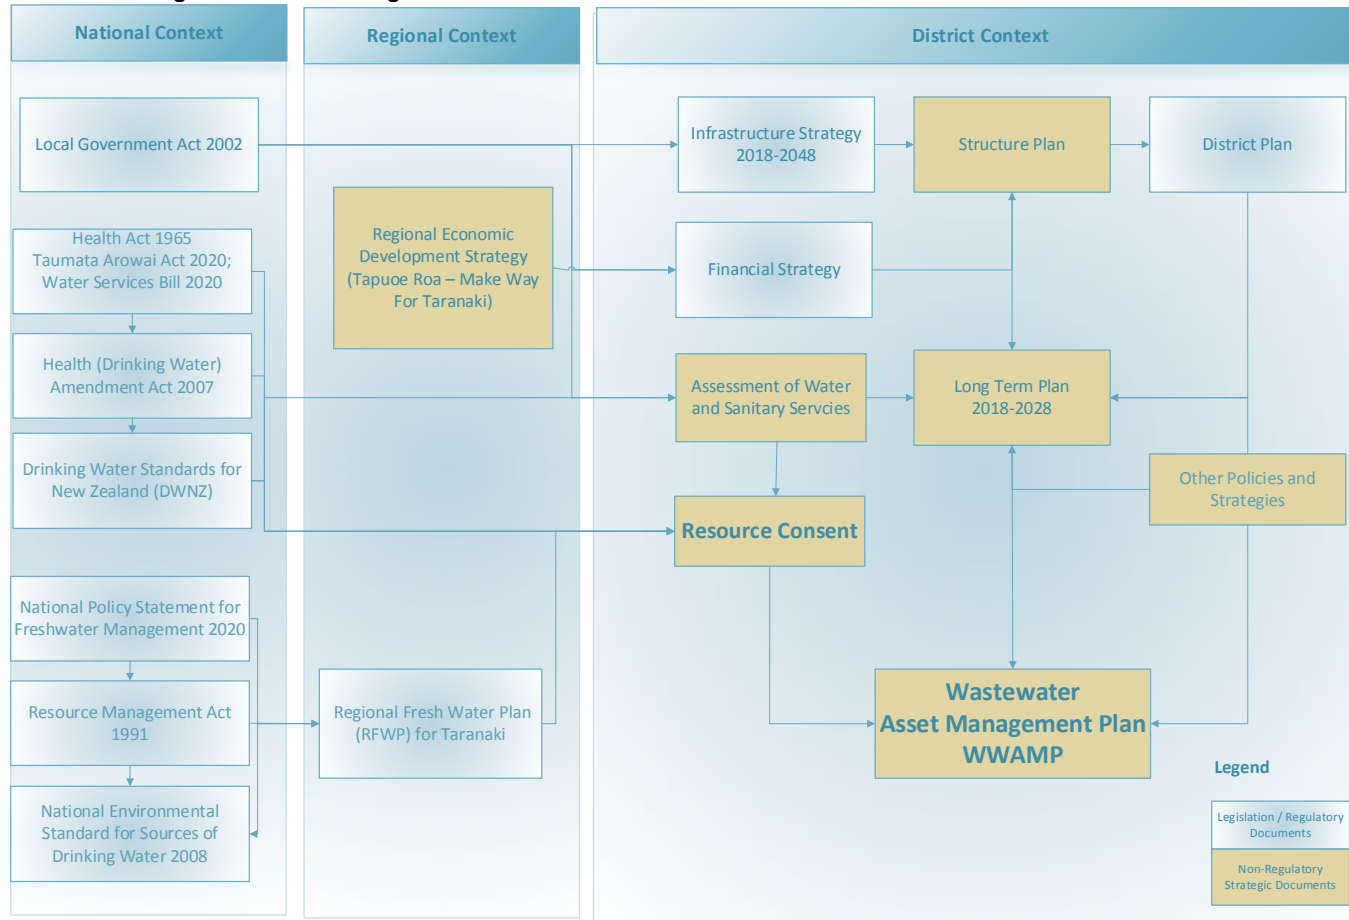 National Context
Regional Context
District Context
Local Government Act 2002
Infrastructure Strategy
2018-2048
Structure Plan
District Plan
Health Act 1965
Taumata Arowai Act 2020;
Water Services Bill 2020
Regional Economic
Development Strategy
(Tapuoe Roa – Make Way
For Taranaki)
Financial Strategy
Health (Drinking Water)
Amendment Act 2007
Assessment of Water
and Sanitary Servcies
Long Term Plan
2018-2028
Drinking Water Standards for
New Zealand (DWNZ)
Other Policies and
Strategies
Resource Consent
National Policy Statement for
Freshwater Management 2020
Resource Management Act
1991
Regional Fresh Water Plan
(RFWP) for Taranaki
Wastewater
Asset Management Plan
WWAMP
National Environmental
Standard for Sources of
Drinking Water 2008
Legend
Legislation / Regulatory
Documents
Non-Regulatory
Strategic Documents